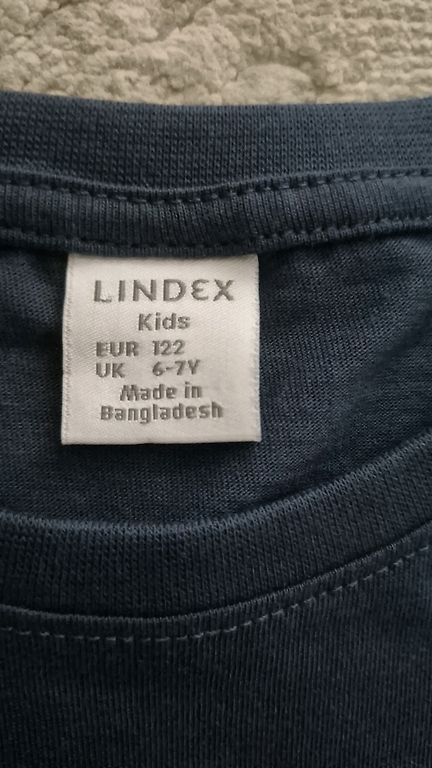 LINDEX
Kids
EUR 122
UK 6-7Y
Made in
Bangladesh